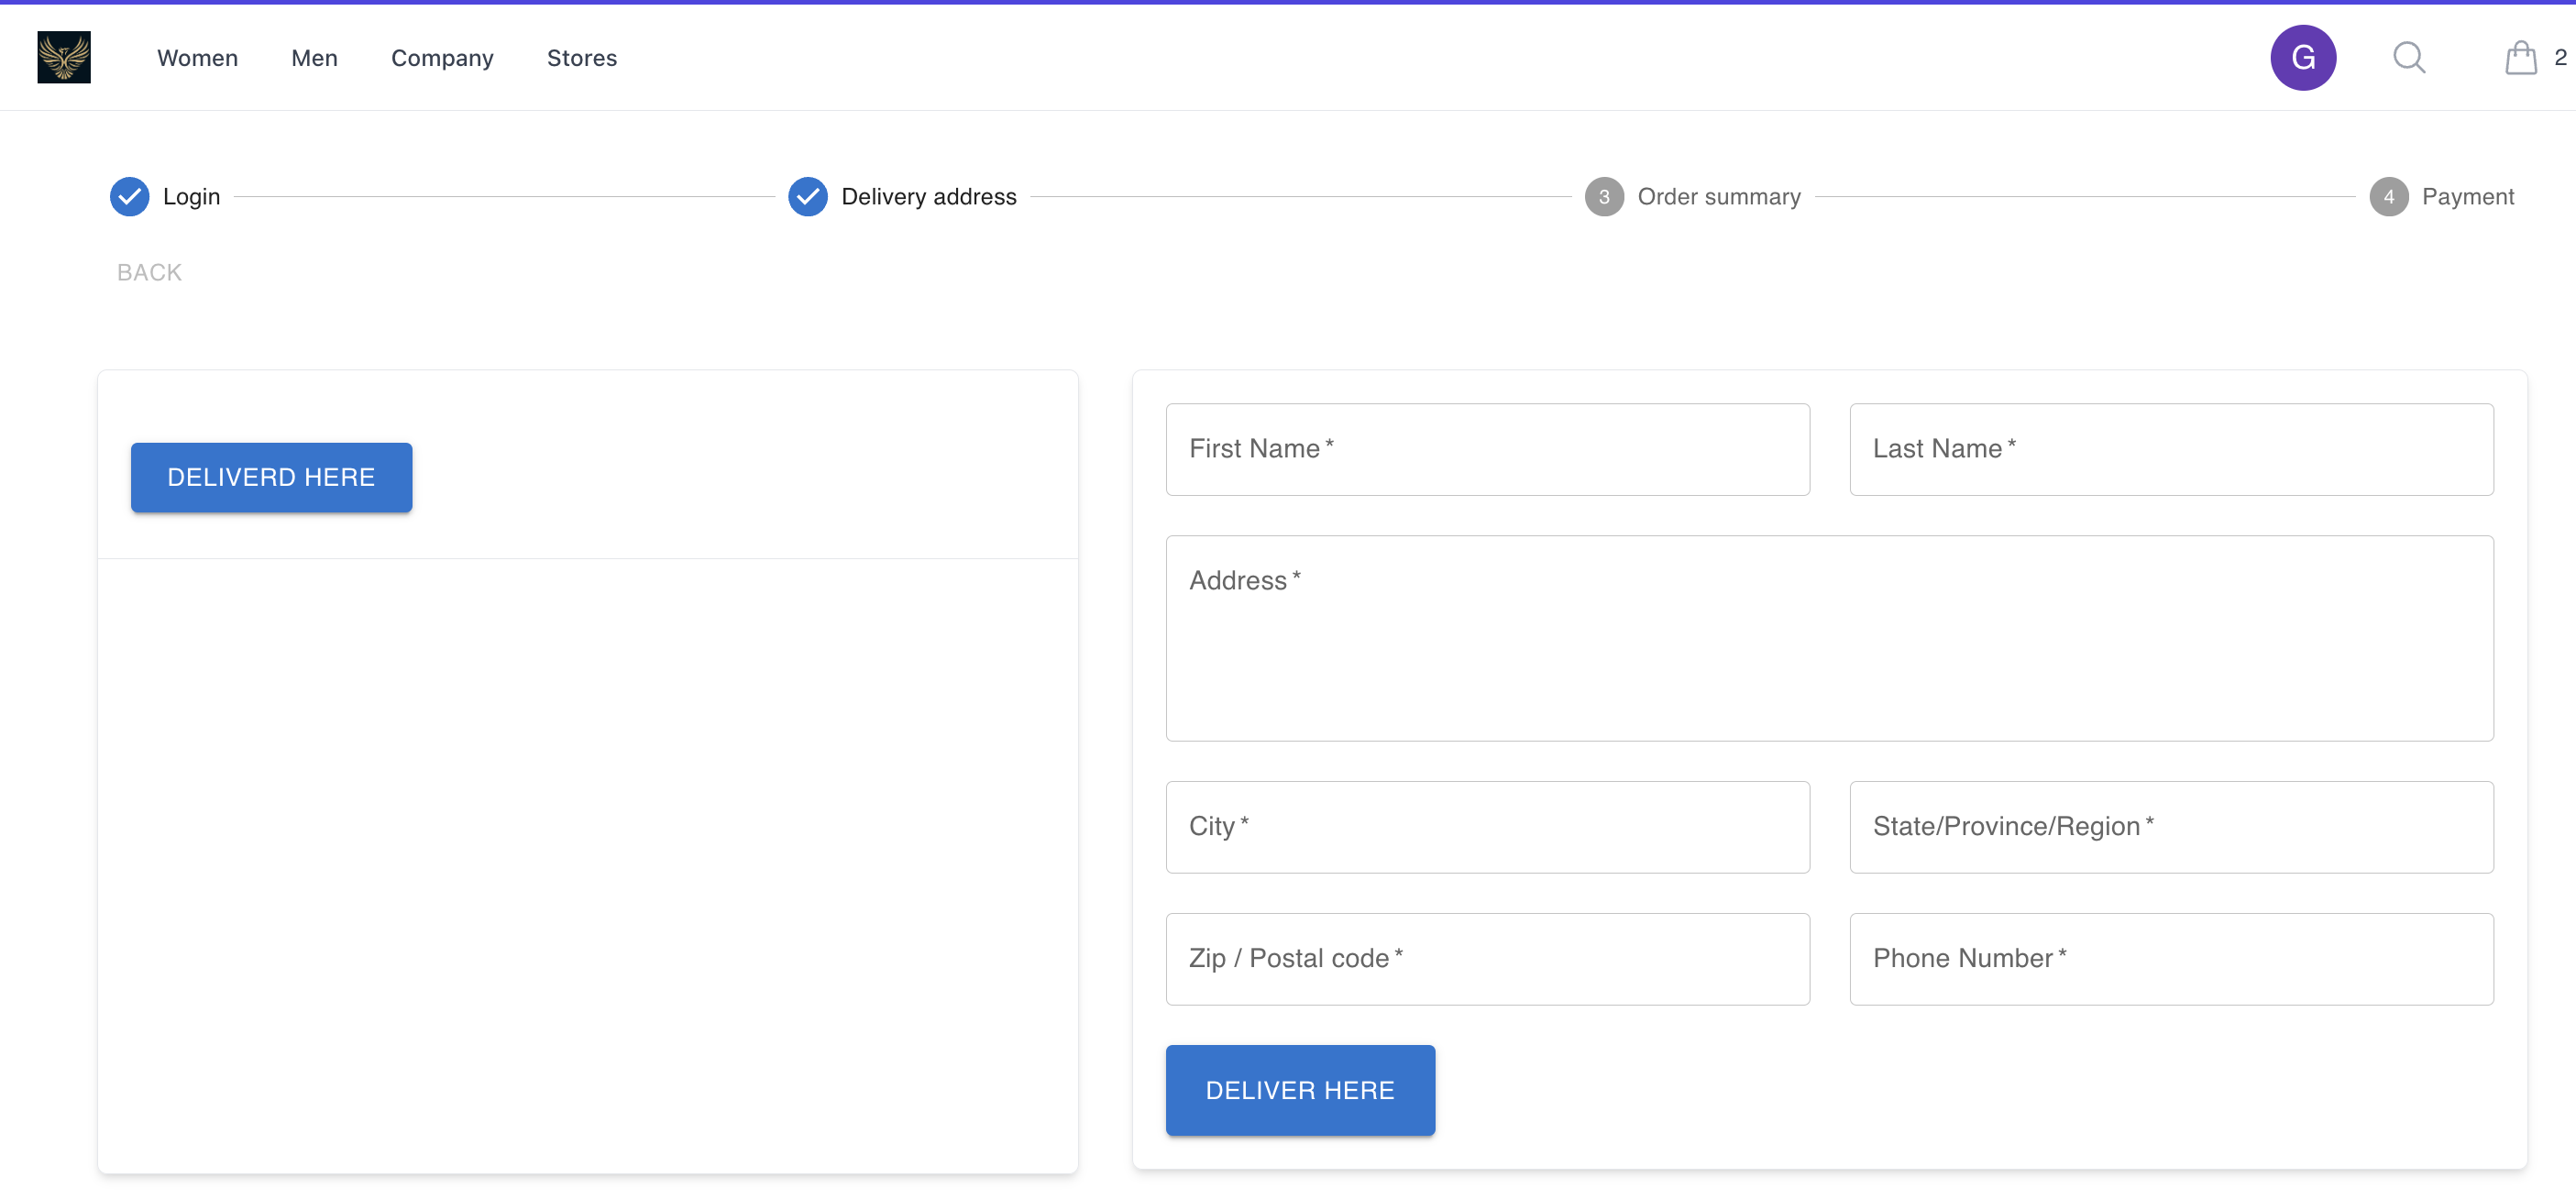 Women Men Company Stores G 2
Login Delivery address 3 Order summary 4 Payment
BACK
DELIVERD HERE
First Name * Last Name *
Address *
City * State/Province/Region *
Zip / Postal code * Phone Number *
DELIVER HERE